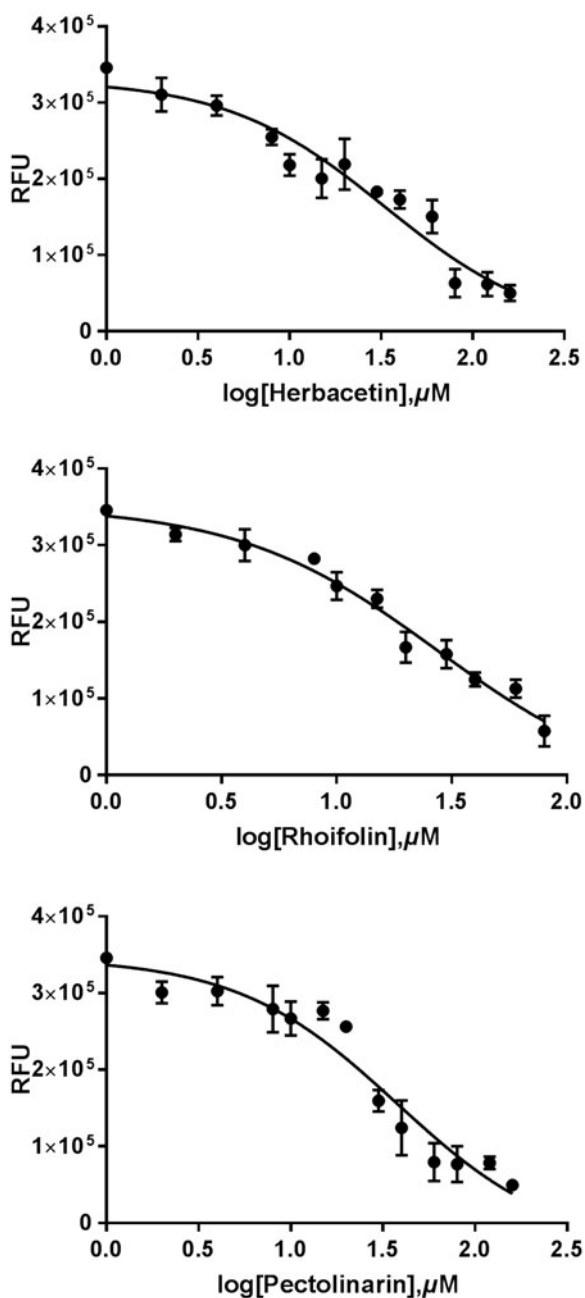 4×10⁵
3×10⁵
2×10⁵
1×10⁵
0
RFU
0.0 0.5 1.0 1.5 2.0 2.5
log[Herbacetin],µM
4×10⁵
3×10⁵
2×10⁵
1×10⁵
0
RFU
0.0 0.5 1.0 1.5 2.0
log[Rhoifolin],µM
4×10⁵
3×10⁵
2×10⁵
1×10⁵
0
RFU
0.0 0.5 1.0 1.5 2.0 2.5
log[Pectolinarin],µM